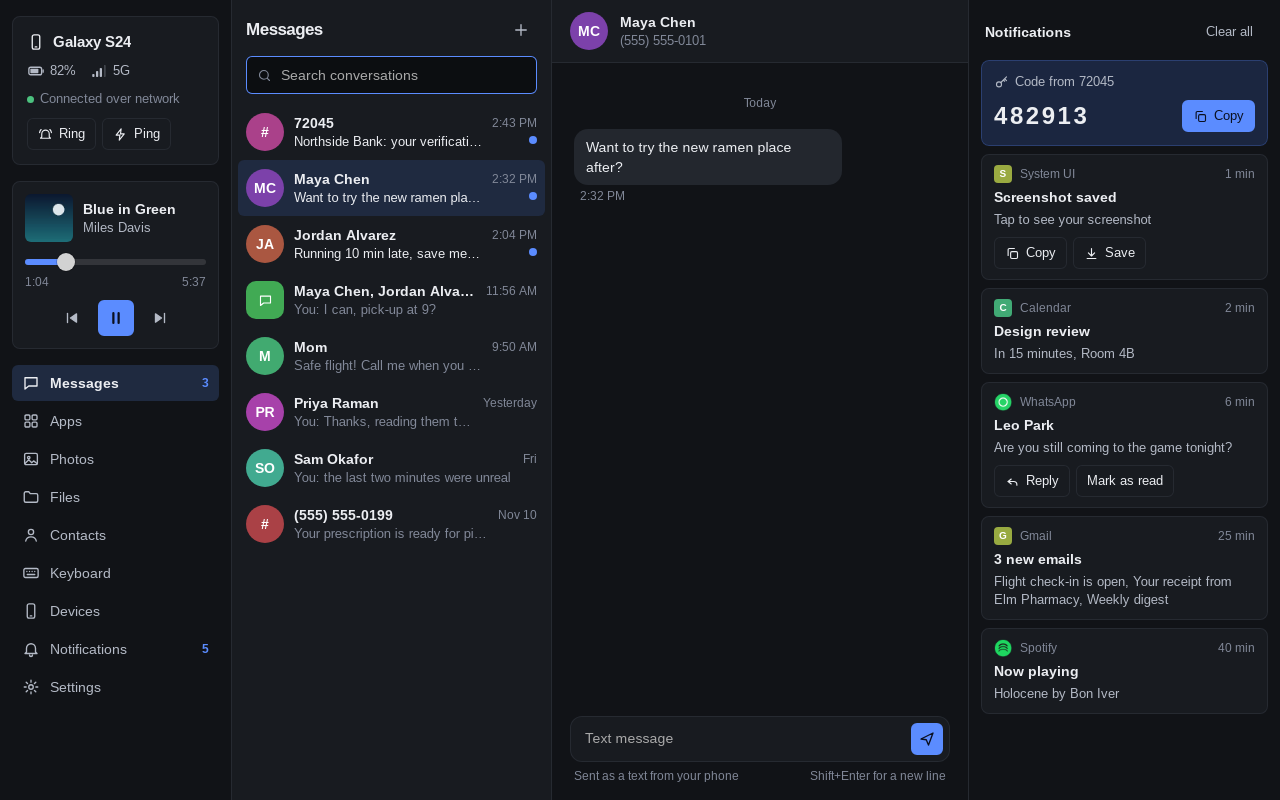 Galaxy S24
82% 5G
Connected over network
Ring Ping
Blue in Green
Miles Davis
1:04 5:37
Messages 3
Apps
Photos
Files
Contacts
Keyboard
Devices
Notifications 5
Settings
Messages
Search conversations
# 72045 2:43 PM
Northside Bank: your verificati…
MC Maya Chen 2:32 PM
Want to try the new ramen pla…
JA Jordan Alvarez 2:04 PM
Running 10 min late, save me…
Maya Chen, Jordan Alva… 11:56 AM
You: I can, pick-up at 9?
M Mom 9:50 AM
Safe flight! Call me when you …
PR Priya Raman Yesterday
You: Thanks, reading them t…
SO Sam Okafor Fri
You: the last two minutes were unreal
# (555) 555-0199 Nov 10
Your prescription is ready for pi…
MC Maya Chen
(555) 555-0101
Today
Want to try the new ramen place
after?
2:32 PM
Text message
Sent as a text from your phone Shift+Enter for a new line
Notifications Clear all
Code from 72045
482913 Copy
S System UI 1 min
Screenshot saved
Tap to see your screenshot
Copy Save
C Calendar 2 min
Design review
In 15 minutes, Room 4B
WhatsApp 6 min
Leo Park
Are you still coming to the game tonight?
Reply Mark as read
G Gmail 25 min
3 new emails
Flight check-in is open, Your receipt from
Elm Pharmacy, Weekly digest
Spotify 40 min
Now playing
Holocene by Bon Iver